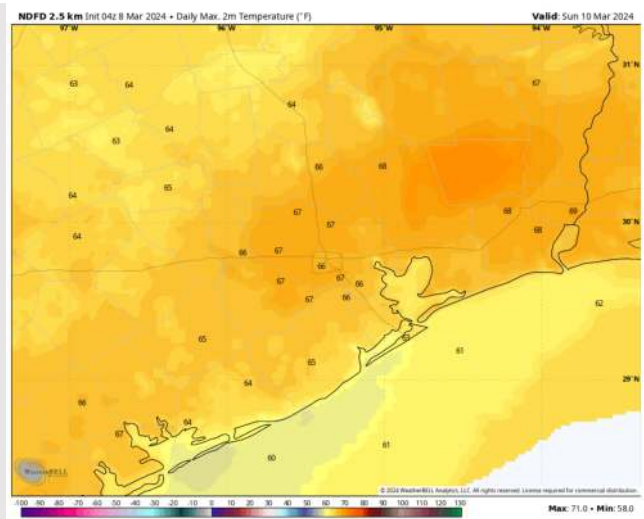 NDFD 2.5 km Init 04z 8 Mar 2024 • Daily Max. 2m Temperature (°F)
Valid: Sun 10 Mar 2024
97°W 96°W 95°W 94°W
31°N
63 64 67
64
64
63
66 68
65
64
67 68 69
67
30°N
64 68
66 67
66
67 67 66
67 66
62
65 63
61
65
64 29°N
66
64
67
61
60
WeatherBELL
© 2024 WeatherBELL Analytics, LLC. All rights reserved. License required for commercial distribution.
-100 -90 -80 -70 -60 -50 -40 -30 -20 -10 0 10 20 30 40 50 60 70 80 90 100 110 120 130
Max: 71.0 • Min: 58.0